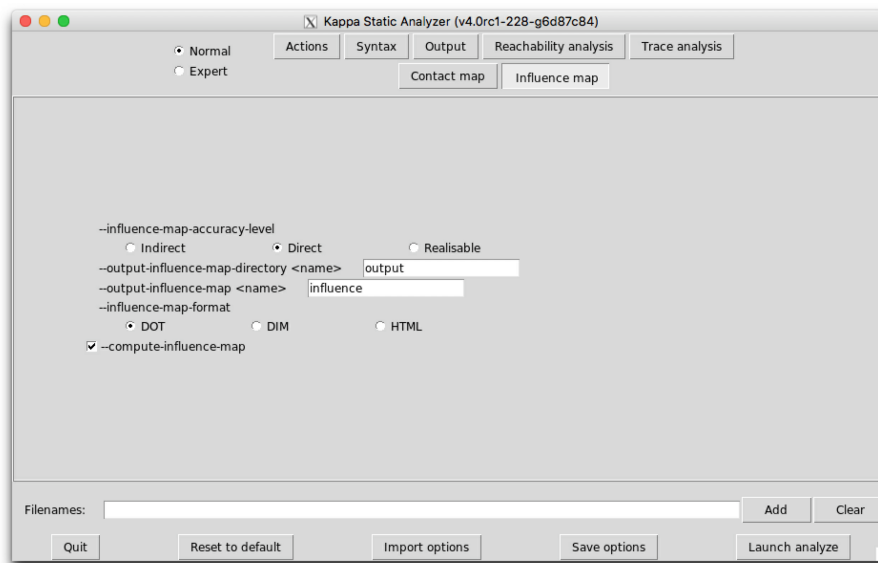 Kappa Static Analyzer (v4.0rc1-228-g6d87c84)
Normal
Expert
Actions Syntax Output Reachability analysis Trace analysis
Contact map Influence map
--influence-map-accuracy-level
Indirect Direct Realisable
--output-influence-map-directory <name> output
--output-influence-map <name> influence
--influence-map-format
DOT DIM HTML
--compute-influence-map
Filenames: Add Clear
Quit Reset to default Import options Save options Launch analyze